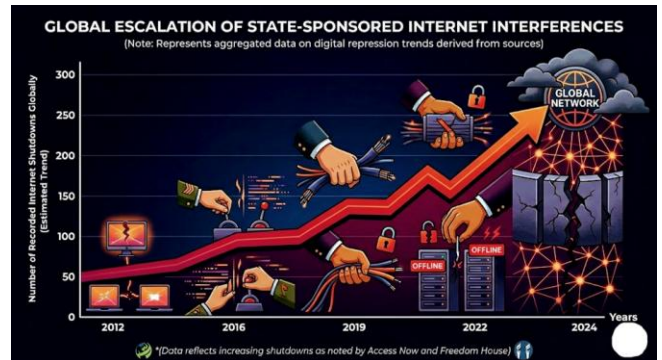 GLOBAL ESCALATION OF STATE-SPONSORED INTERNET INTERFERENCES
(Note: Represents aggregated data on digital repression trends derived from sources)
Number of Recorded Internet Shutdowns Globally
(Estimated Trend)
300
250
200
150
100
50
0
GLOBAL
NETWORK
OFFLINE
OFFLINE
2012
2016
2019
2022
2024
Years
*(Data reflects increasing shutdowns as noted by Access Now and Freedom House)